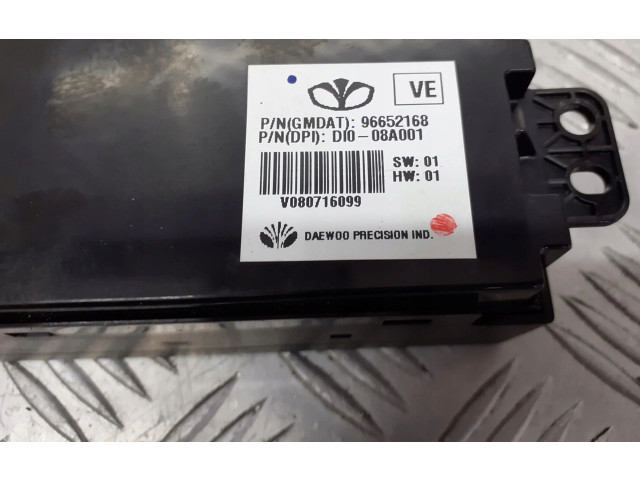 VE
P/N(GMDAT): 96652168
P/N(DPI): DI0-08A001
SW: 01
HW: 01
V080716099
DAEWOO PRECISION IND.